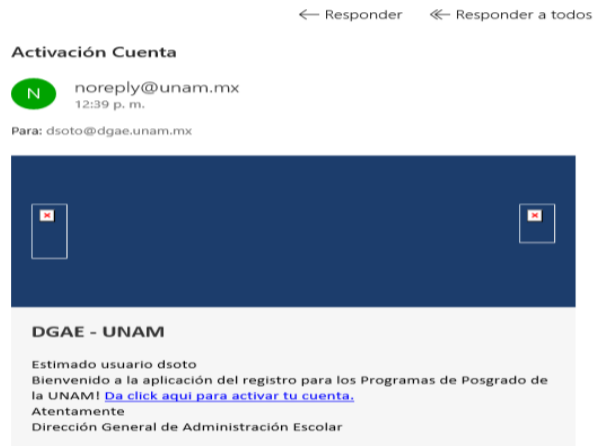 ← Responder ≪ Responder a todos
Activación Cuenta
N
noreply@unam.mx
12:39 p. m.
Para: dsoto@dgae.unam.mx
DGAE - UNAM
Estimado usuario dsoto
Bienvenido a la aplicación del registro para los Programas de Posgrado de
la UNAM! Da click aqui para activar tu cuenta.
Atentamente
Dirección General de Administración Escolar